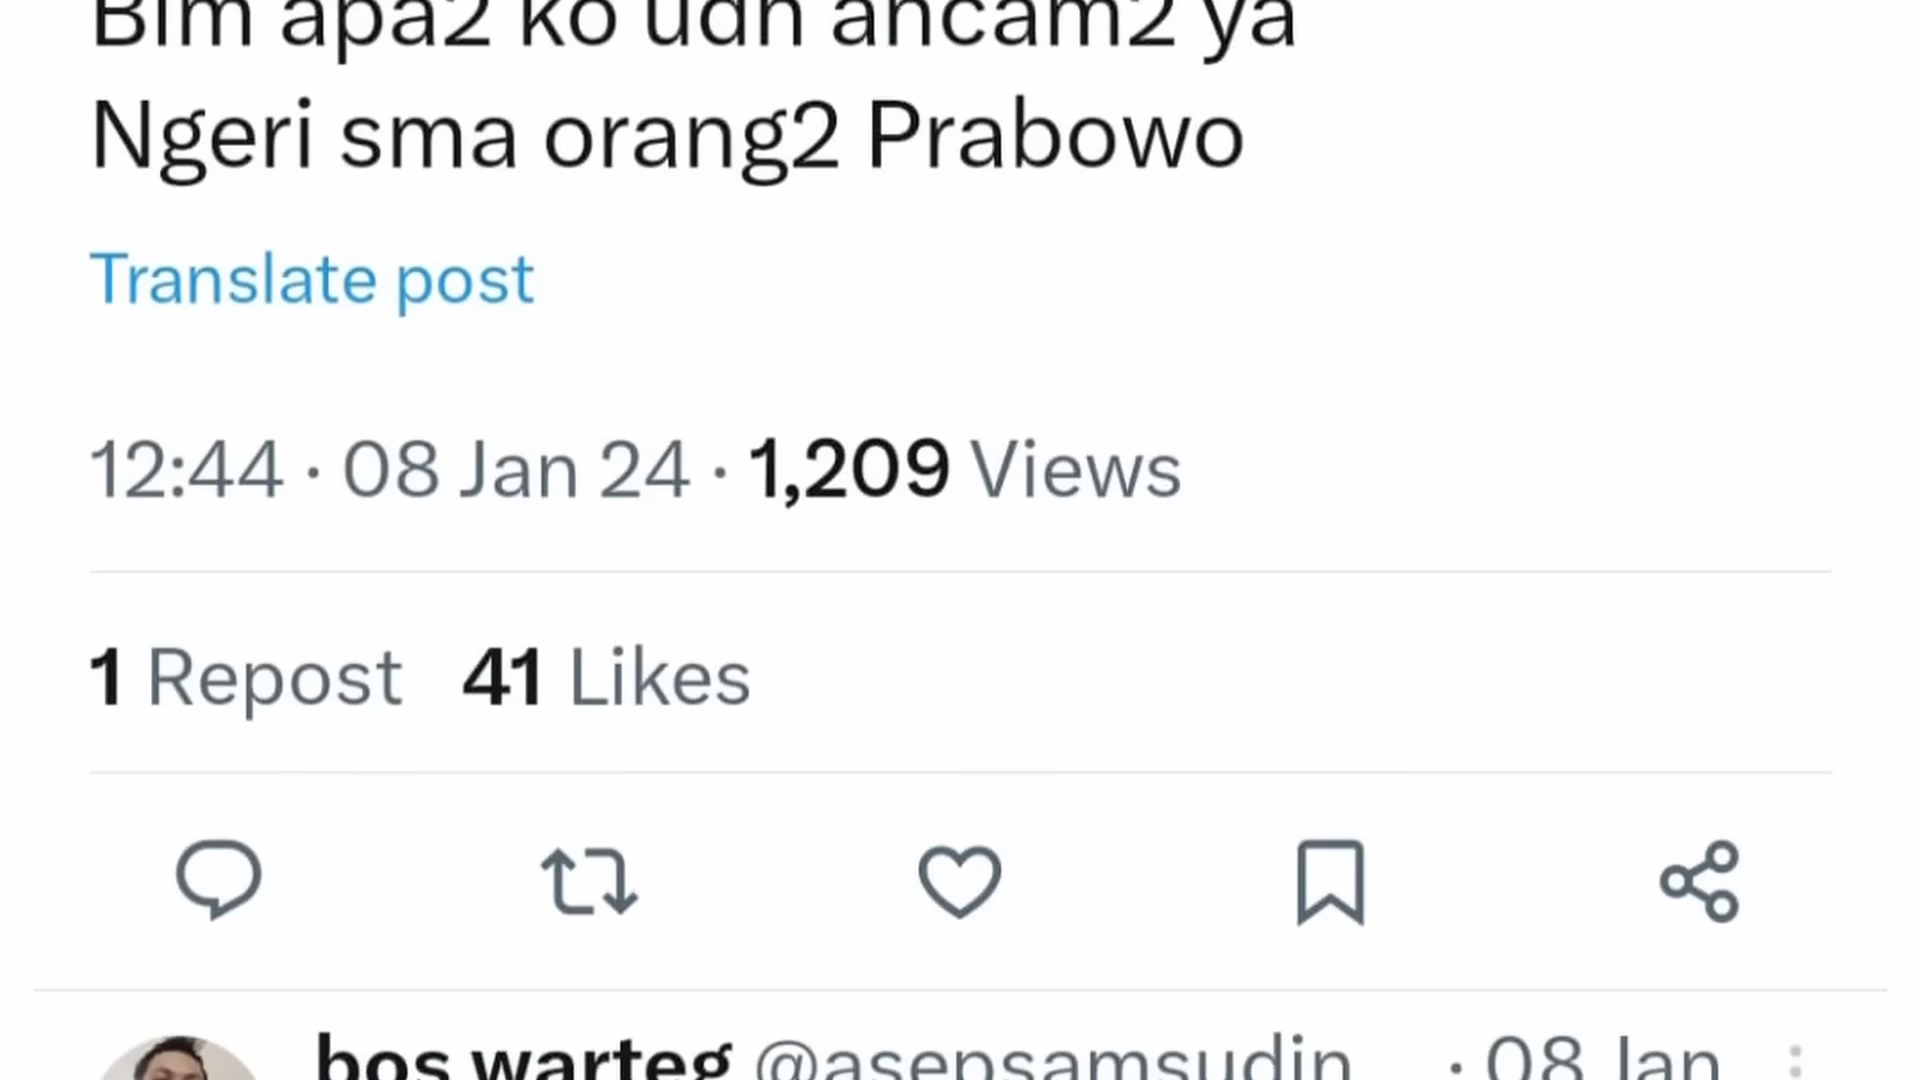 Blm apa2 ko udh ancam2 ya
Ngeri sma orang2 Prabowo
Translate post
12:44 · 08 Jan 24 · 1,209 Views
1 Repost 41 Likes
bos warteg @asepsamsudin · 08 Jan